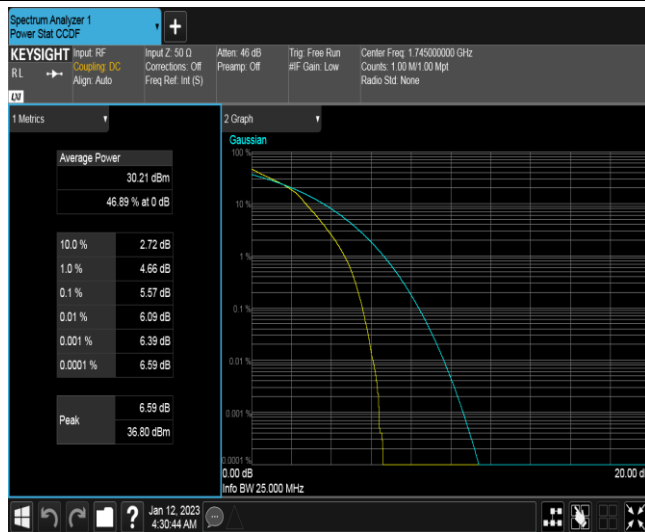 Spectrum Analyzer 1
Power Stat CCDF
+
KEYSIGHT
RL
LXI
Input: RF
Coupling: DC
Align: Auto
Input Z: 50 Ω
Corrections: Off
Freq Ref: Int (S)
Atten: 46 dB
Preamp: Off
Trig: Free Run
#IF Gain: Low
Center Freq: 1.745000000 GHz
Counts: 1.00 M/1.00 Mpt
Radio Std: None
1 Metrics
Average Power
30.21 dBm
46.89 % at 0 dB
10.0 % 2.72 dB
1.0 % 4.66 dB
0.1 % 5.57 dB
0.01 % 6.09 dB
0.001 % 6.39 dB
0.0001 % 6.59 dB
Peak
6.59 dB
36.80 dBm
2 Graph
Gaussian
100 %
10 %
1 %
0.1 %
0.01 %
0.001 %
0.0001 %
0.00 dB
20.00 d
Info BW 25.000 MHz
?
Jan 12, 2023
4:30:44 AM